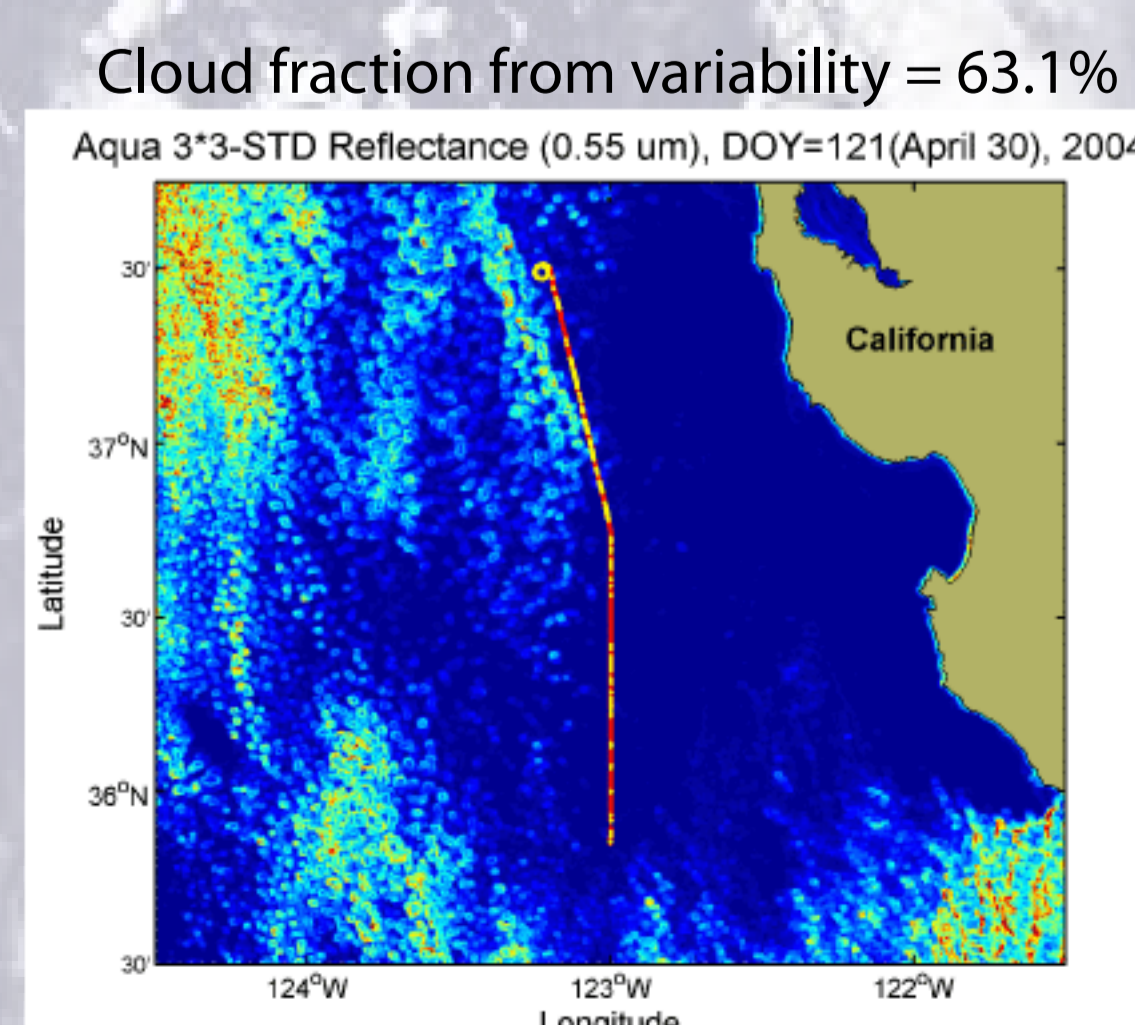 Cloud fraction from variability = 63.1%
Aqua 3*3-STD Reflectance (0.55 um), DOY=121(April 30), 2004
30'
California
37°N
Latitude
30'
36°N
30'
124°W
123°W
122°W
Longitude